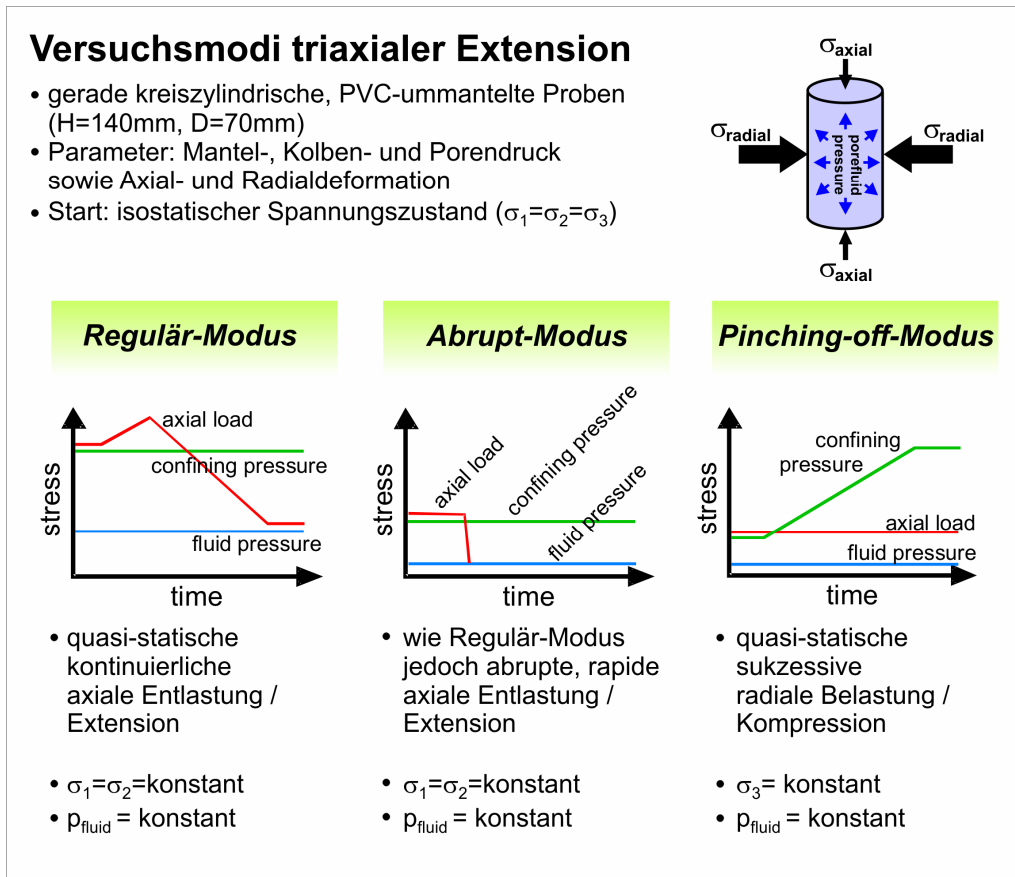 Versuchsmodi triaxialer Extension
• gerade kreiszylindrische, PVC-ummantelte Proben
(H=140mm, D=70mm)
• Parameter: Mantel-, Kolben- und Porendruck
sowie Axial- und Radialdeformation
• Start: isostatischer Spannungszustand (σ1=σ2=σ3)
σaxial
σradial
σradial
porefluid
pressure
σaxial
Regulär-Modus
axial load
confining pressure
fluid pressure
stress
time
• quasi-statische
kontinuierliche
axiale Entlastung /
Extension
• σ1=σ2=konstant
• pfluid = konstant
Abrupt-Modus
axial load
confining pressure
fluid pressure
stress
time
• wie Regulär-Modus
jedoch abrupte, rapide
axiale Entlastung /
Extension
• σ1=σ2=konstant
• pfluid = konstant
Pinching-off-Modus
confining
pressure
axial load
fluid pressure
stress
time
• quasi-statische
sukzessive
radiale Belastung /
Kompression
• σ3= konstant
• pfluid = konstant